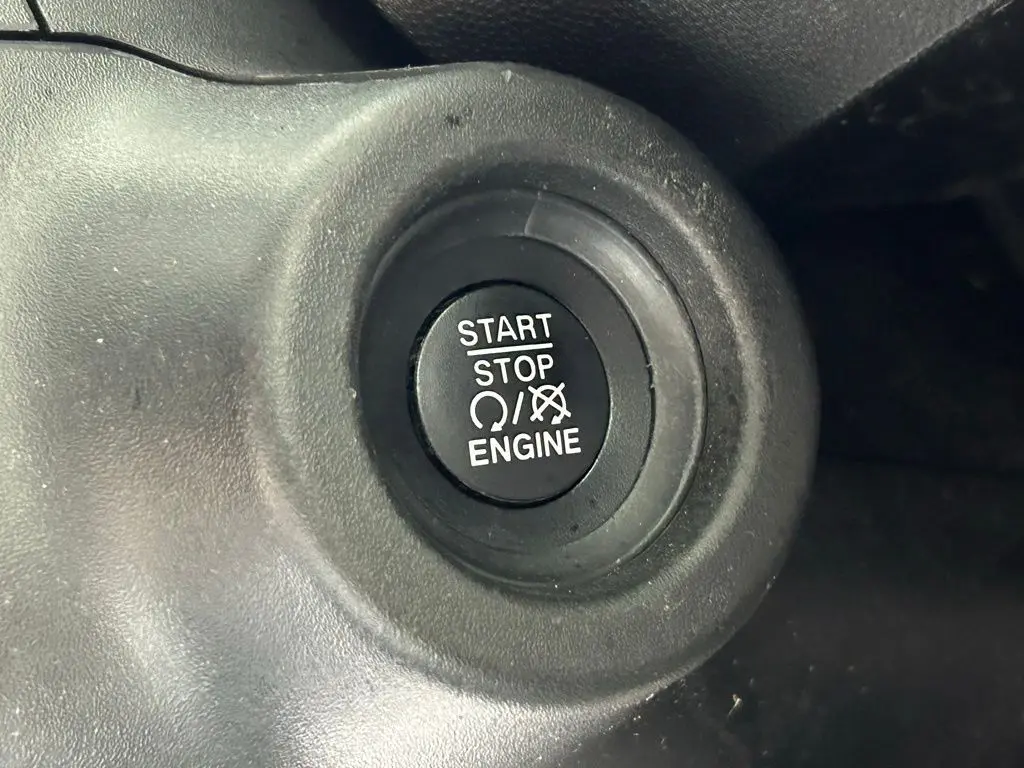 START
STOP
/
ENGINE